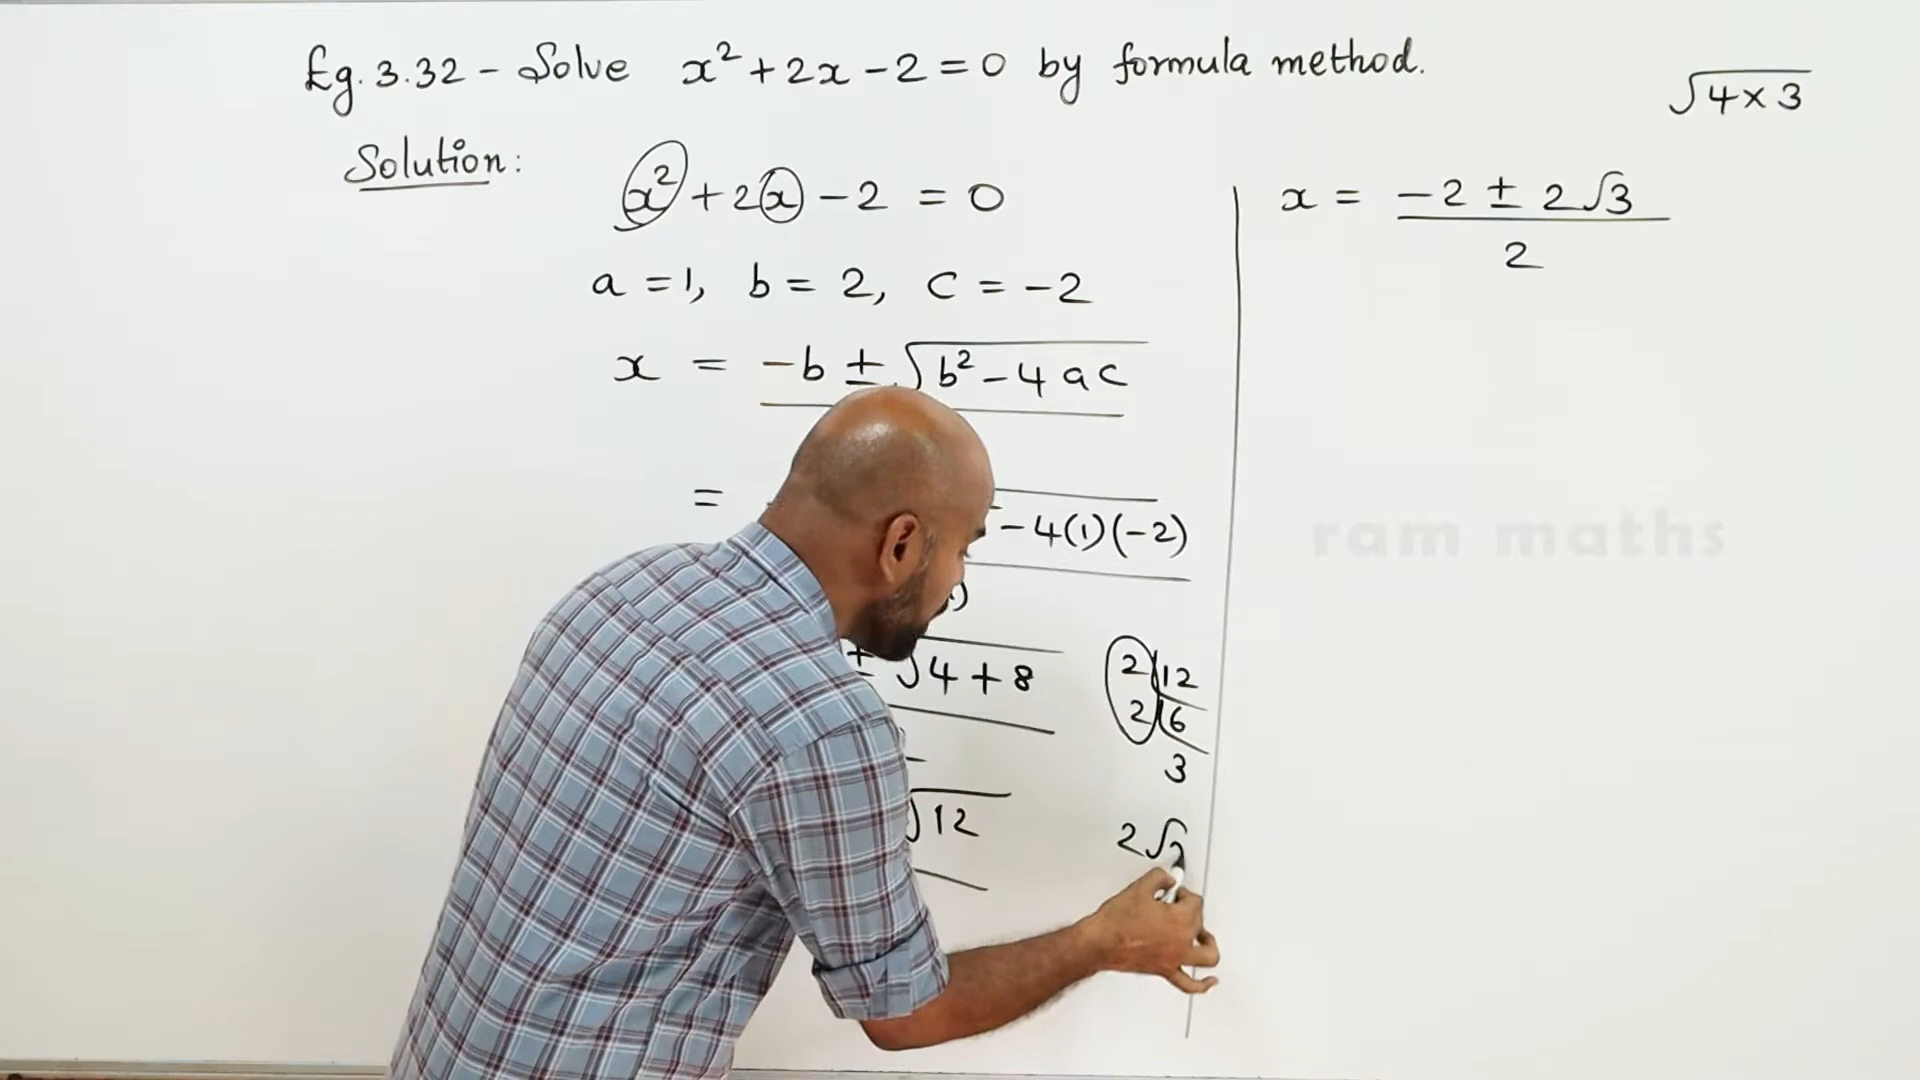 Eg. 3.32 - Solve x² + 2x - 2 = 0 by formula method.
√4×3
Solution:
x² + 2x - 2 = 0
a = 1, b = 2, c = -2
x = -b ± √b² - 4ac
=
- 4(1)(-2)
)
± √4 + 8
√12
2 12
2 6
3
2√
x = -2 ± 2√3
2
ram maths